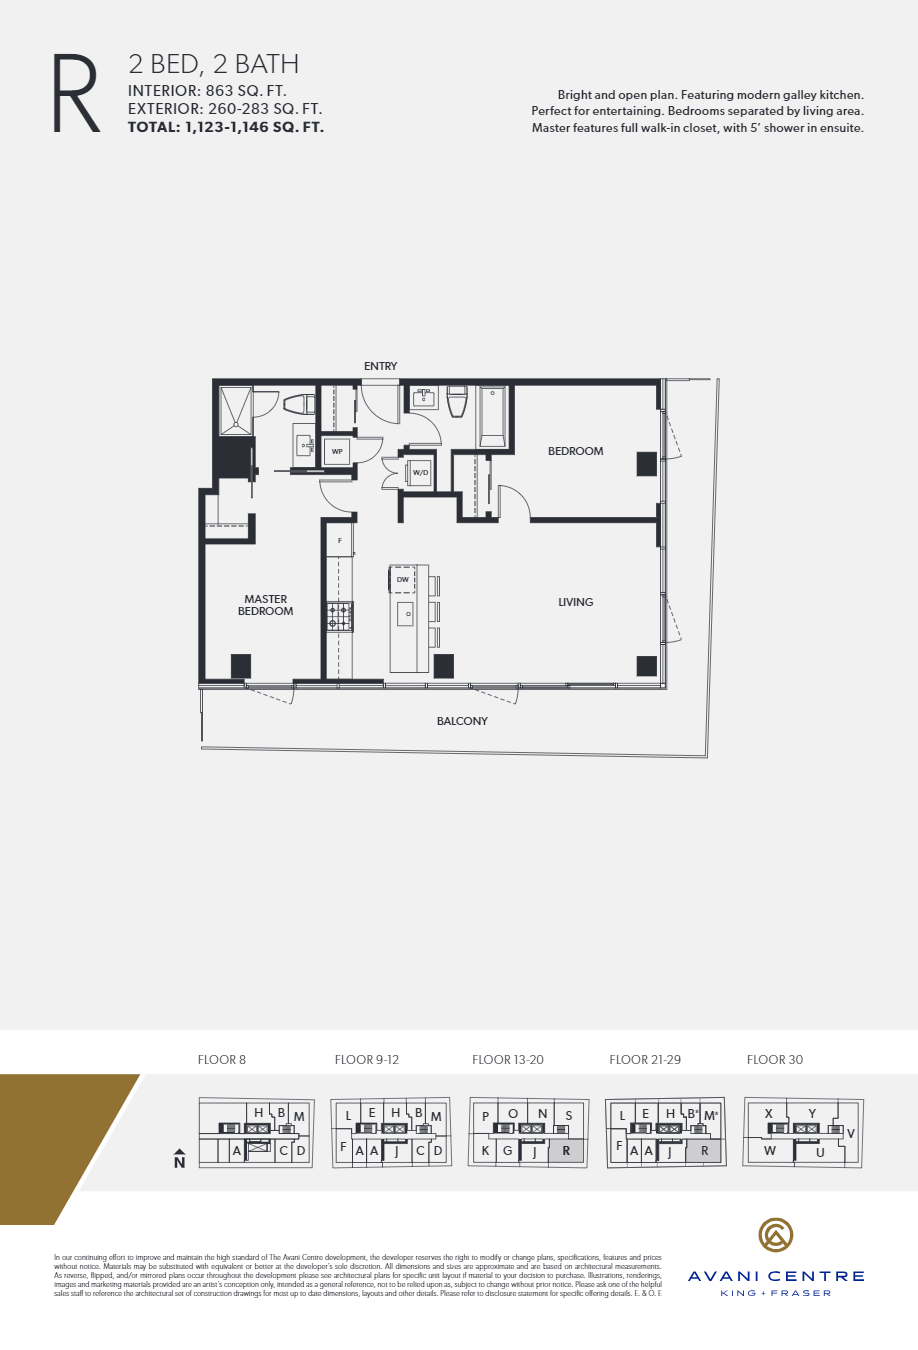 R
2 BED, 2 BATH
INTERIOR: 863 SQ. FT.
EXTERIOR: 260-283 SQ. FT.
TOTAL: 1,123-1,146 SQ. FT.
Bright and open plan. Featuring modern galley kitchen.
Perfect for entertaining. Bedrooms separated by living area.
Master features full walk-in closet, with 5' shower in ensuite.
ENTRY
WP
W/D
BEDROOM
F
DW
MASTER
BEDROOM
LIVING
BALCONY
FLOOR 8
FLOOR 9-12
FLOOR 13-20
FLOOR 21-29
FLOOR 30
H B M
A C D
L E H B M
F A A J C D
P O N S
K G J R
L E H B* M*
F A A J R
X Y
V
W U
N
In our continuing effort to improve and maintain the high standard of The Avani Centre development, the developer reserves the right to modify or change plans, specifications, features and prices
without notice. Materials may be substituted with equivalent or better at the developer's sole discretion. All dimensions and sizes are approximate and are based on architectural measurements.
As reverse, flipped, and/or mirrored plans occur throughout the development please see architectural plans for specific unit layout if material to your decision to purchase. Illustrations, renderings,
images and marketing materials provided are an artist's conception only, intended as a general reference, not to be relied upon as, subject to change without prior notice. Please ask one of the helpful
sales staff to reference the architectural set of construction drawings for most up to date dimensions, layouts and other details. Please refer to disclosure statement for specific offering details. E. & O. E
AVANI CENTRE
KING + FRASER